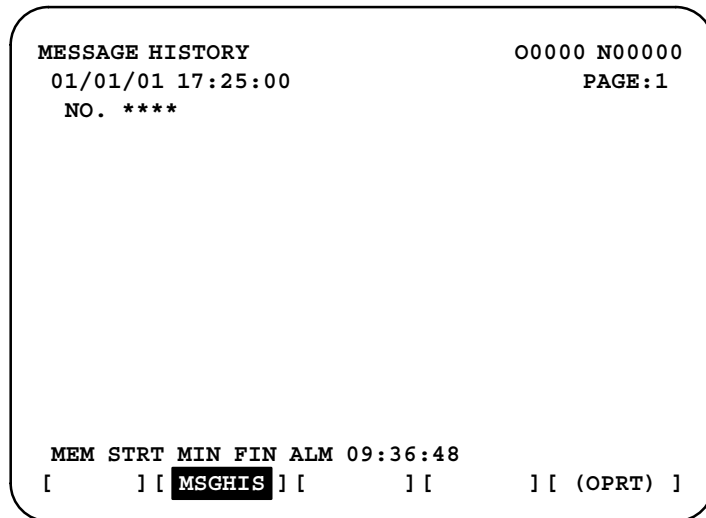 MESSAGE HISTORY O0000 N00000
01/01/01 17:25:00 PAGE:1
NO. ****
MEM STRT MIN FIN ALM 09:36:48
[ ] [ MSGHIS ] [ ] [ ] [ (OPRT) ]